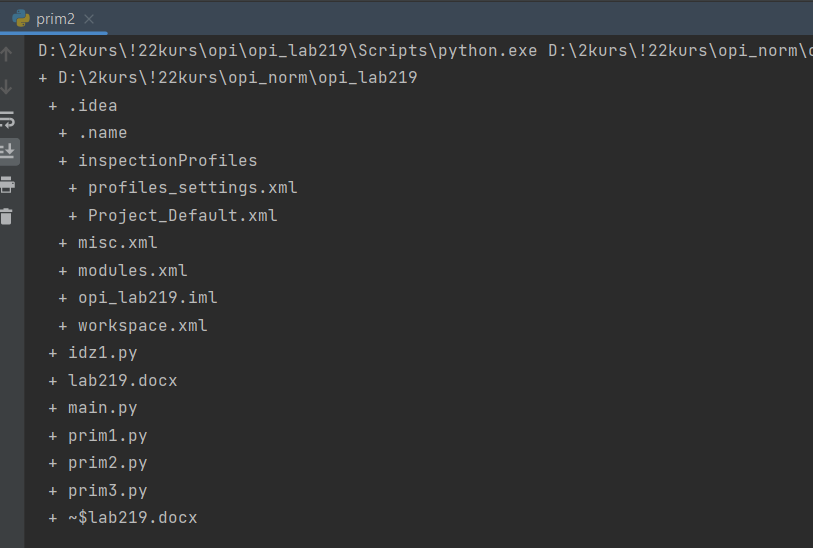 prim2
D:\2kurs\!22kurs\opi\opi_lab219\Scripts\python.exe D:\2kurs\!22kurs\opi_norm\
+ D:\2kurs\!22kurs\opi_norm\opi_lab219
+ .idea
+ .name
+ inspectionProfiles
+ profiles_settings.xml
+ Project_Default.xml
+ misc.xml
+ modules.xml
+ opi_lab219.iml
+ workspace.xml
+ idz1.py
+ lab219.docx
+ main.py
+ prim1.py
+ prim2.py
+ prim3.py
+ ~$lab219.docx